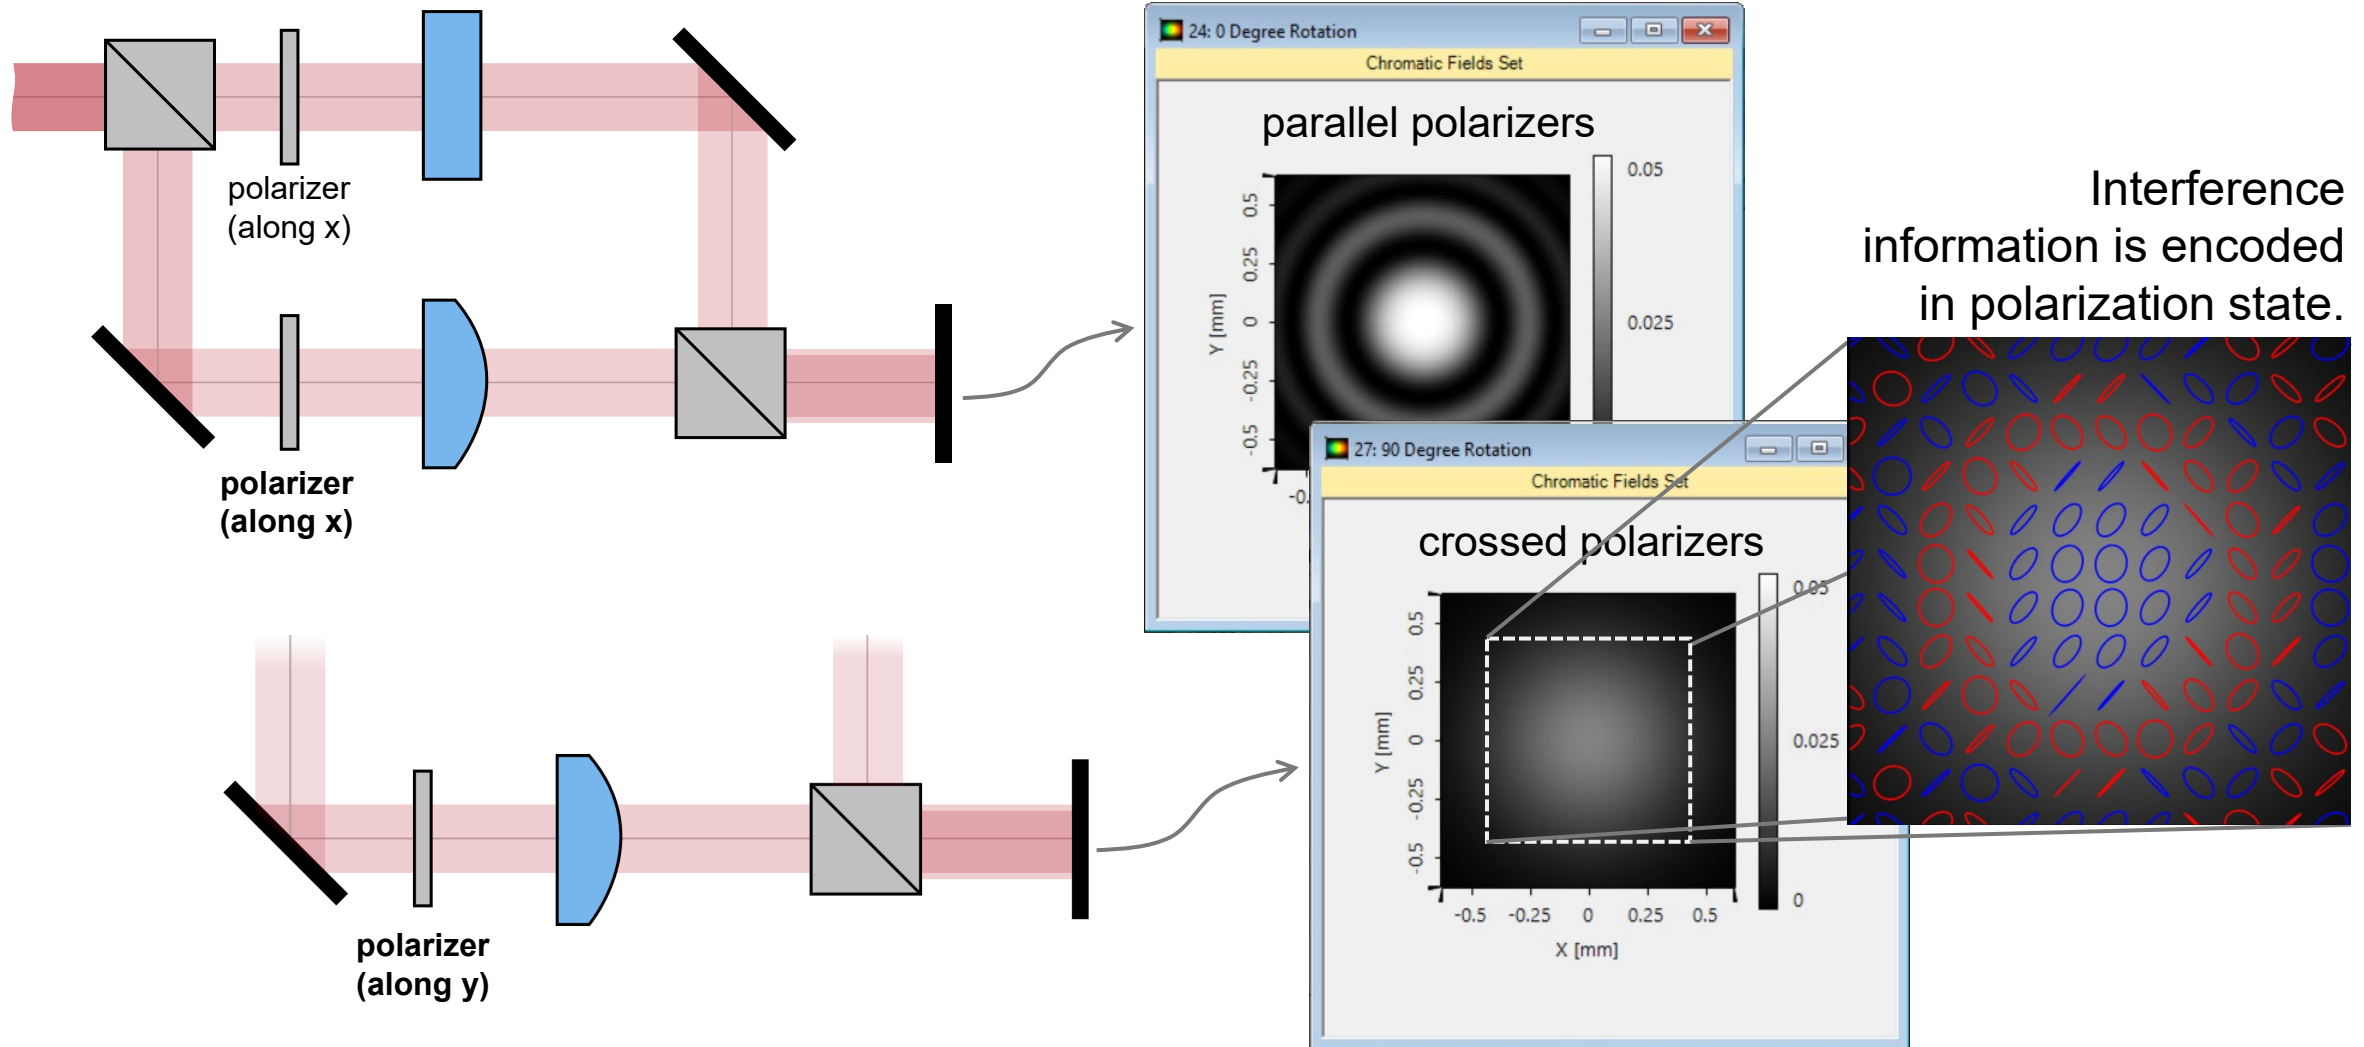 polarizer
(along x)
polarizer
(along x)
polarizer
(along y)
24: 0 Degree Rotation
Chromatic Fields Set
parallel polarizers
0.05
0.025
Y [mm]
0.5
0.25
0
-0.25
-0.5
-0.
27: 90 Degree Rotation
Chromatic Fields Set
crossed polarizers
0.05
0.025
0
Y [mm]
0.5
0.25
0
-0.25
-0.5
-0.5 -0.25 0 0.25 0.5
X [mm]
Interference
information is encoded
in polarization state.